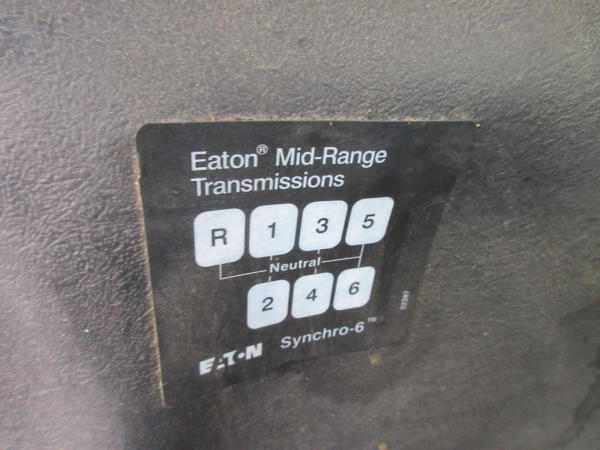 Eaton® Mid-Range
Transmissions
R 1 3 5
Neutral
2 4 6
EATON Synchro-6™